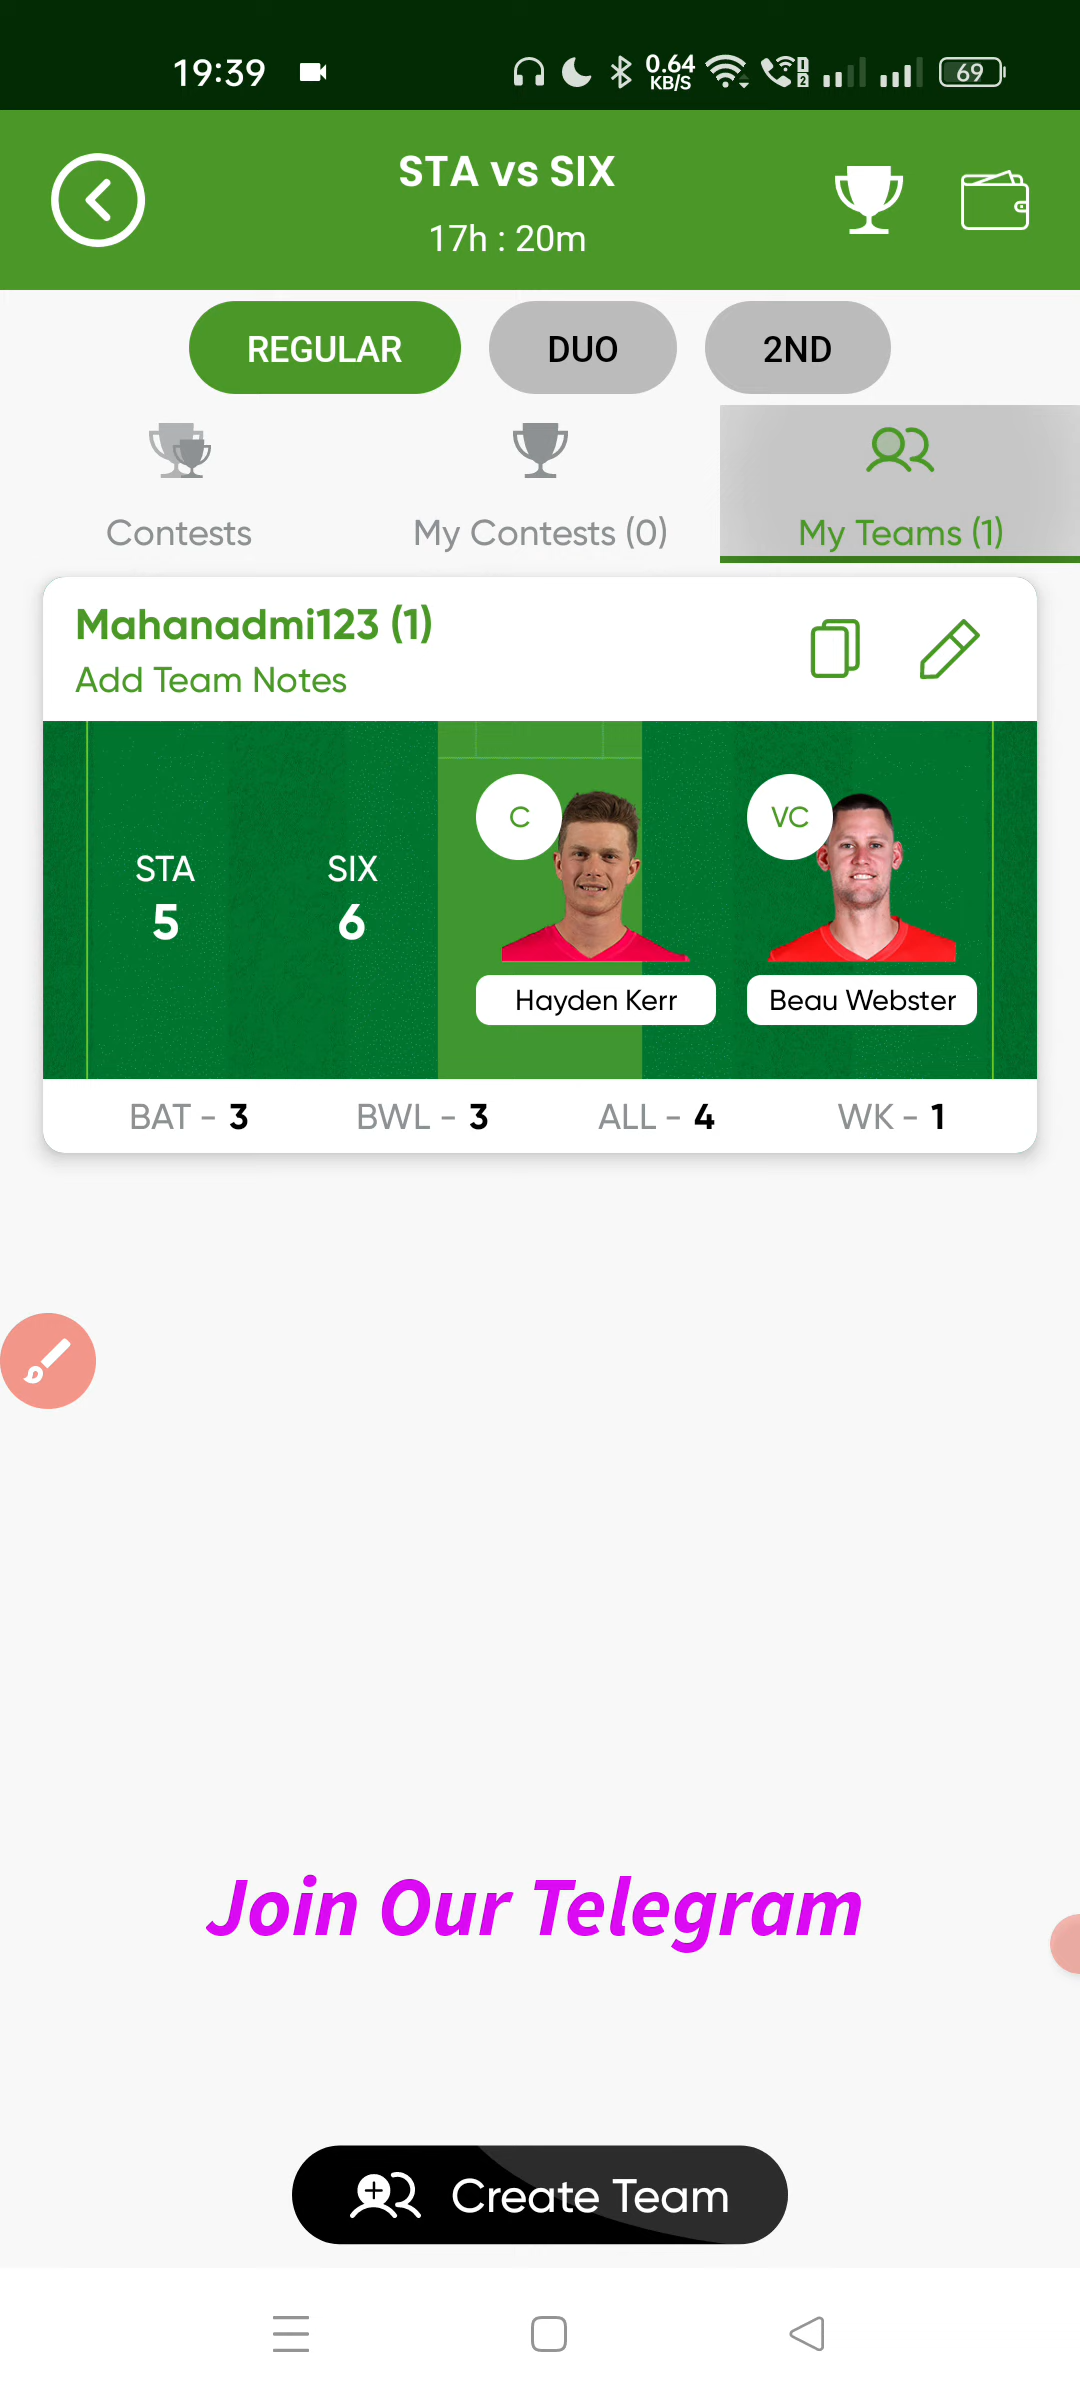 19:39
0.64 KB/S
69
STA vs SIX
17h : 20m
REGULAR DUO 2ND
Contests My Contests (0) My Teams (1)
Mahanadmi123 (1)
Add Team Notes
C VC
STA SIX
5 6
Hayden Kerr Beau Webster
BAT - 3 BWL - 3 ALL - 4 WK - 1
Join Our Telegram
Create Team